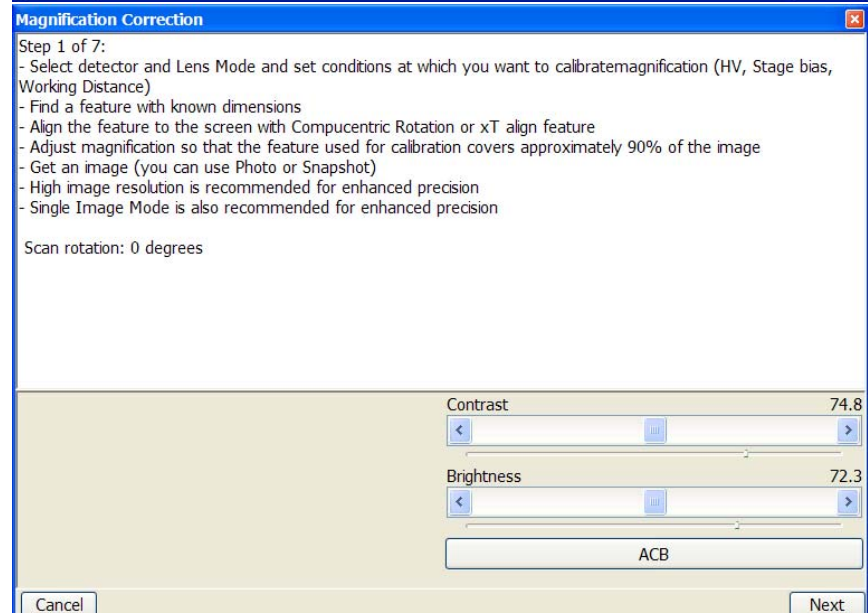 Magnification Correction
Step 1 of 7:
- Select detector and Lens Mode and set conditions at which you want to calibratemagnification (HV, Stage bias,
Working Distance)
- Find a feature with known dimensions
- Align the feature to the screen with Compucentric Rotation or xT align feature
- Adjust magnification so that the feature used for calibration covers approximately 90% of the image
- Get an image (you can use Photo or Snapshot)
- High image resolution is recommended for enhanced precision
- Single Image Mode is also recommended for enhanced precision
Scan rotation: 0 degrees
Contrast 74.8
Brightness 72.3
ACB
Cancel Next